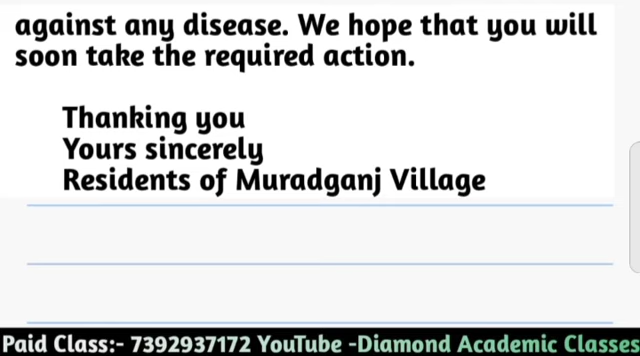 against any disease. We hope that you will
soon take the required action.
Thanking you
Yours sincerely
Residents of Muradganj Village
Paid Class:- 7392937172 YouTube -Diamond Academic Classes